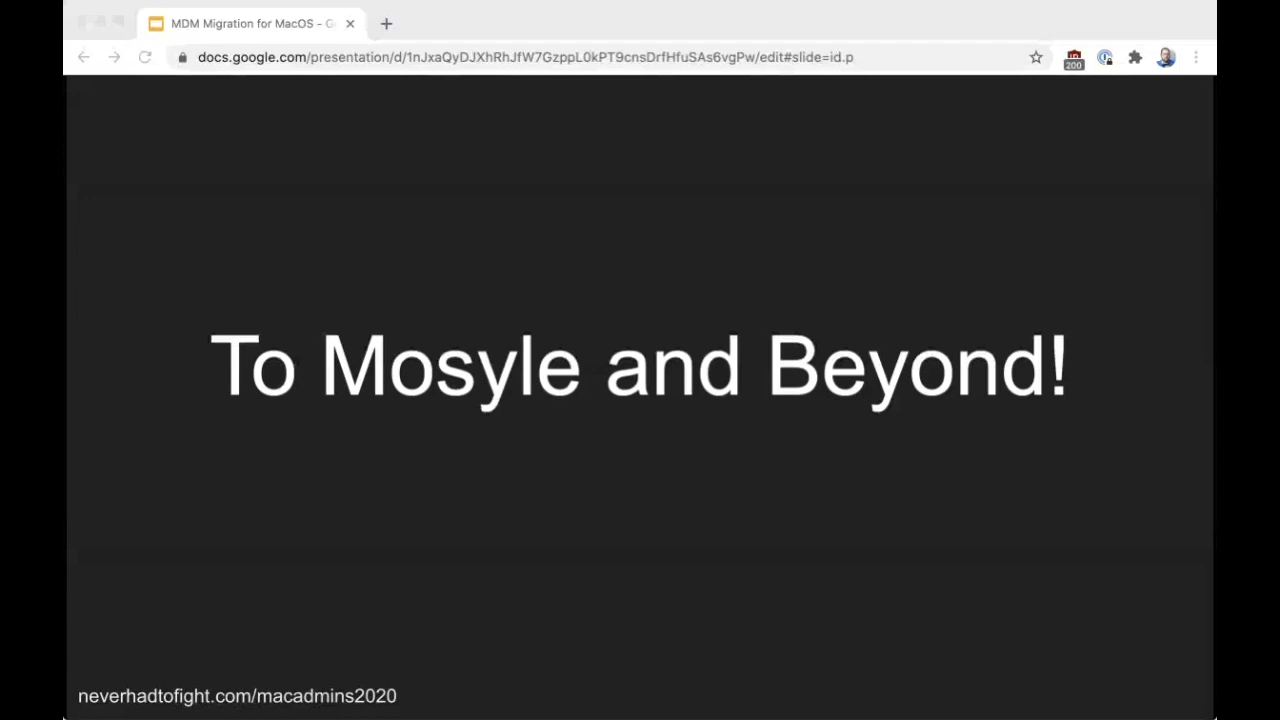 MDM Migration for MacOS - G
docs.google.com/presentation/d/1nJxaQyDJXhRhJfW7GzppL0kPT9cnsDrfHfuSAs6vgPw/edit#slide=id.p
200
To Mosyle and Beyond!
neverhadtofight.com/macadmins2020